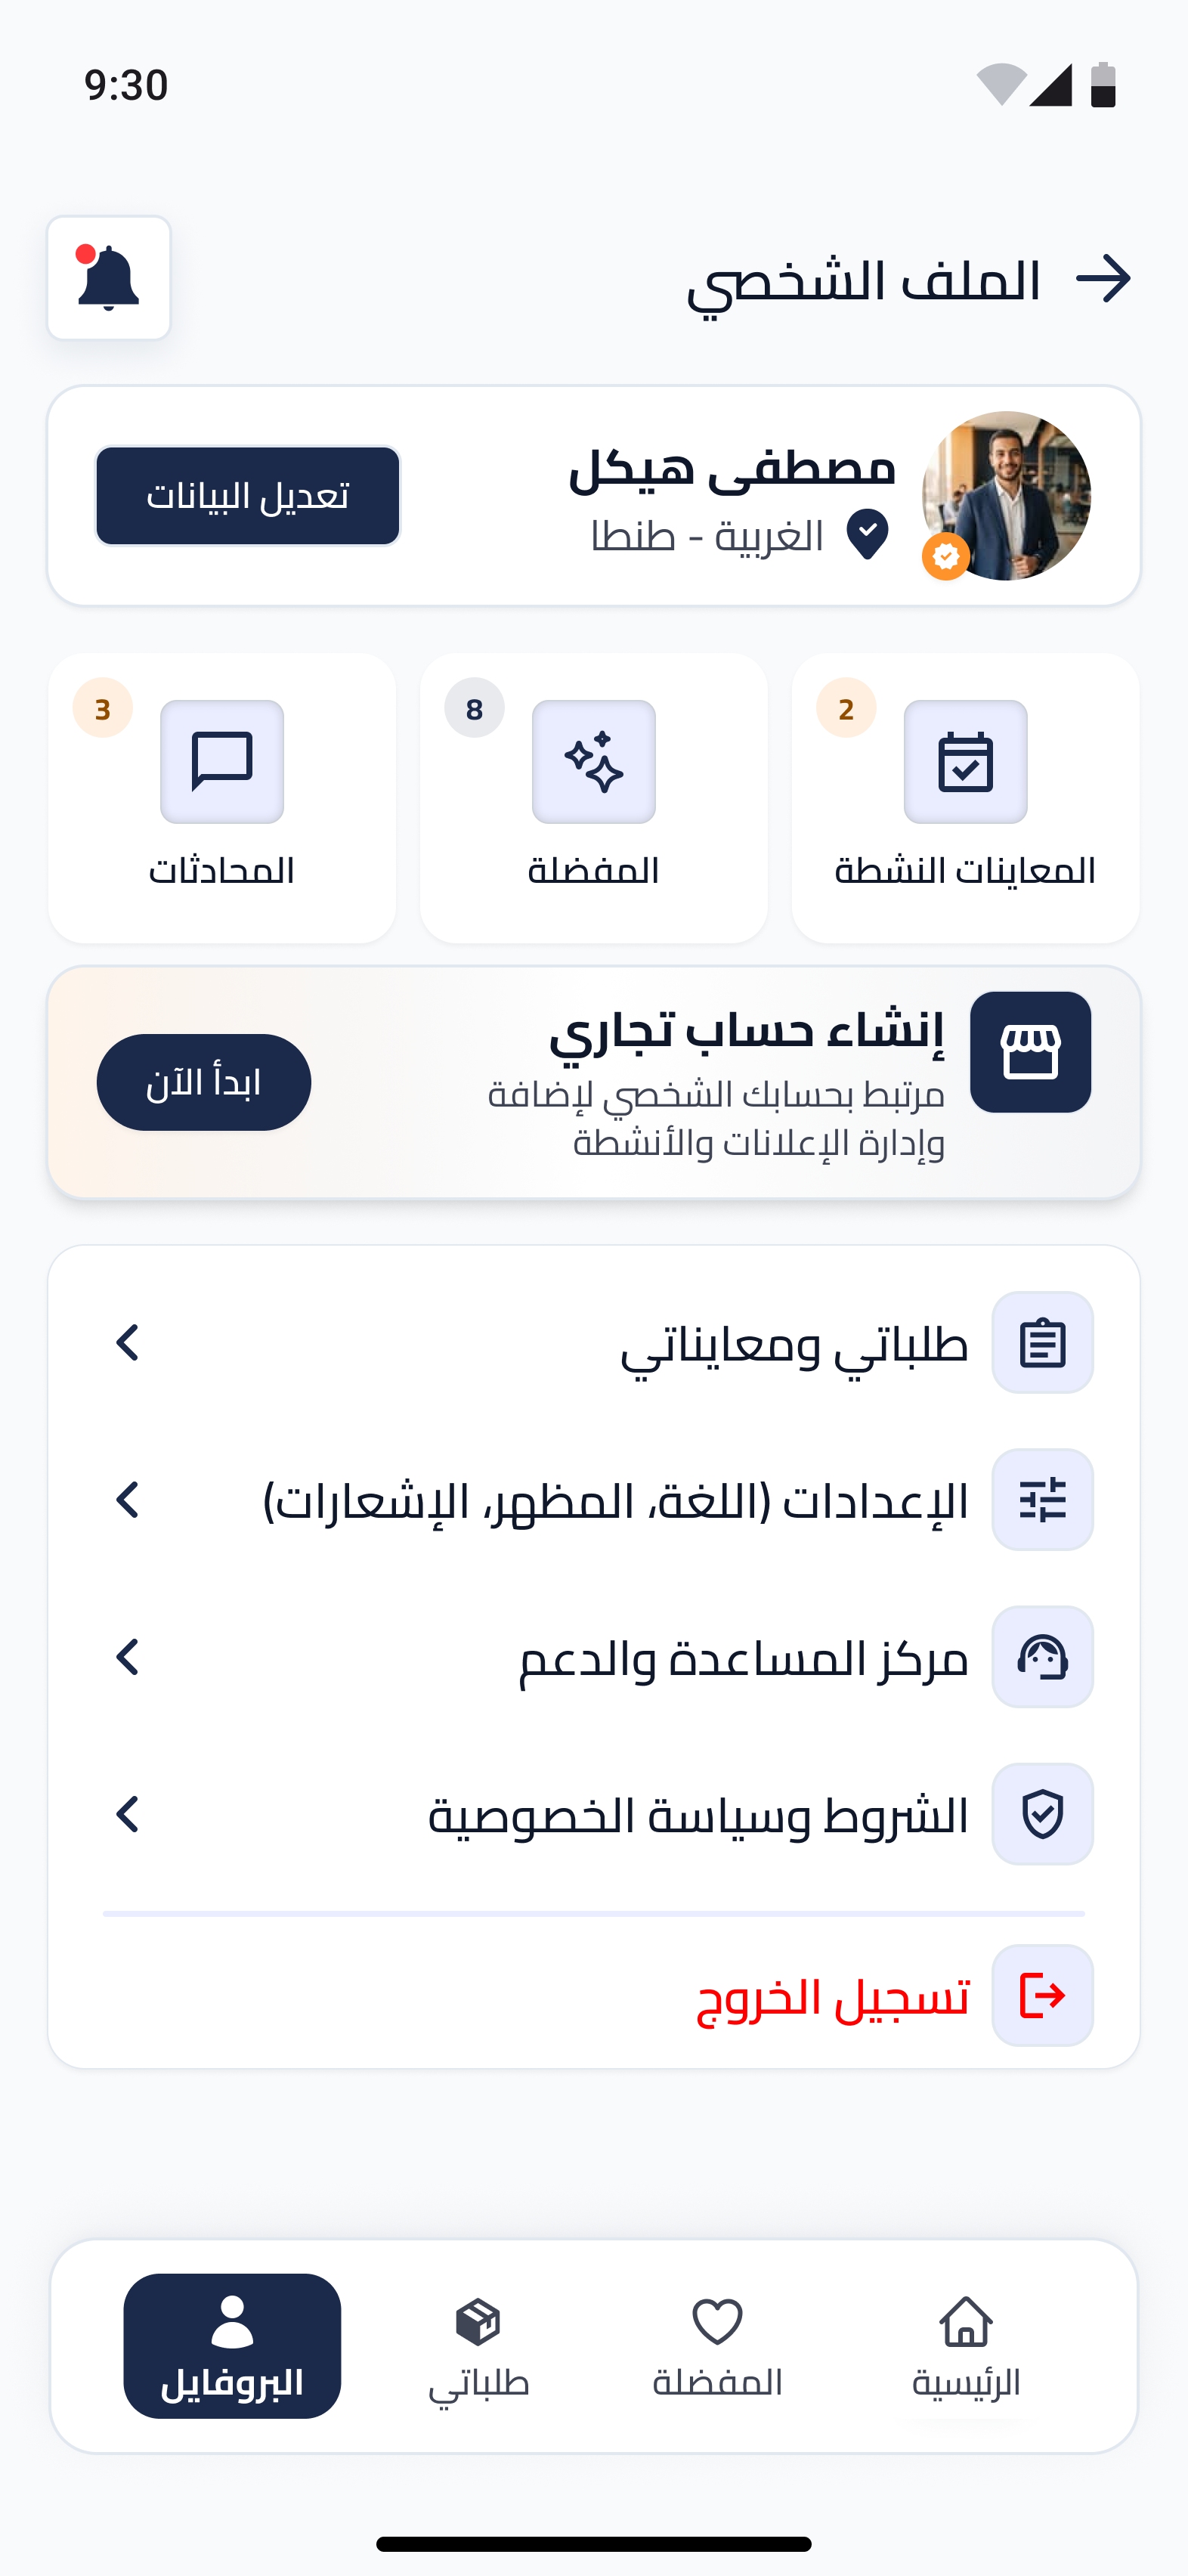 9:30
الملف الشخصي
مصطفى هيكل
الغربية - طنطا
تعديل البيانات
2
المعاينات النشطة
8
المفضلة
3
المحادثات
إنشاء حساب تجاري
مرتبط بحسابك الشخصي لإضافة
وإدارة الإعلانات والأنشطة
ابدأ الآن
طلباتي ومعايناتي
الإعدادات (اللغة، المظهر، الإشعارات)
مركز المساعدة والدعم
الشروط وسياسة الخصوصية
تسجيل الخروج
الرئيسية
المفضلة
طلباتي
البروفايل